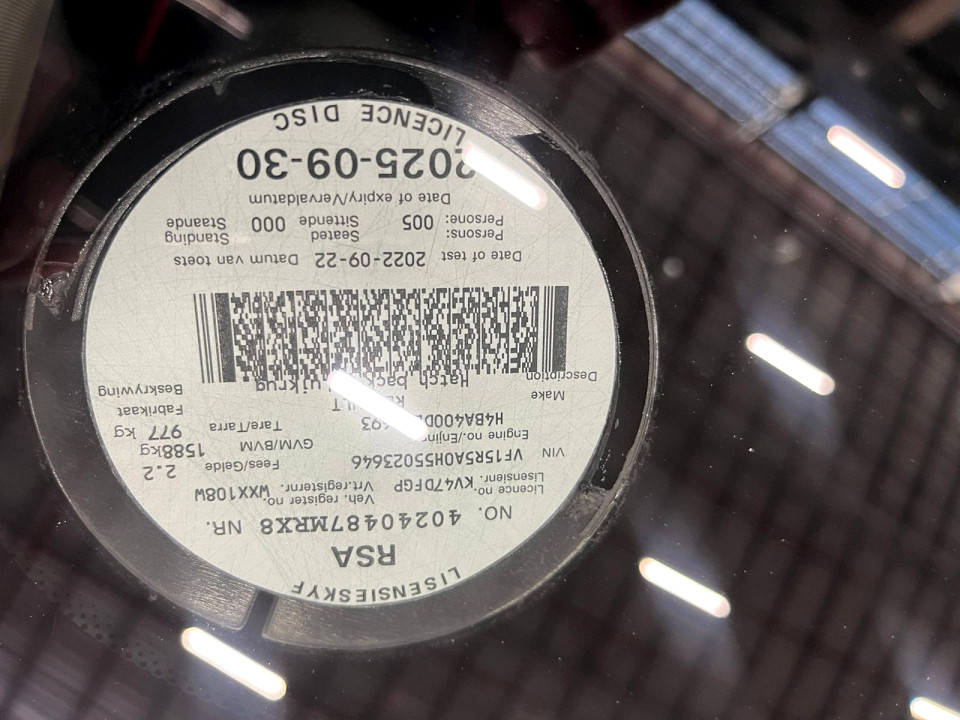 LISENSIESKYF
RSA
NO. 40240487MRX8 NR.
Licence no. KV47DFGP Veh. register no. WXX108W
Lisensienr. Vrt.registernr.
VIN VF15R5A0H55023646 Fees/Gelde 2.2
Engine no./Enjinnr. GVM/BVM 1588kg
H4BA400D 93 Tare/Tarra 977 kg
Make Fabrikaat
Description Hatch back Beskrywing
Date of test 2022-09-22 Datum van toets
Persons: 005 Seated 000 Standing
Persone: Sittende Staande
Date of expiry/Vervaldatum
2025-09-30
LICENCE DISC